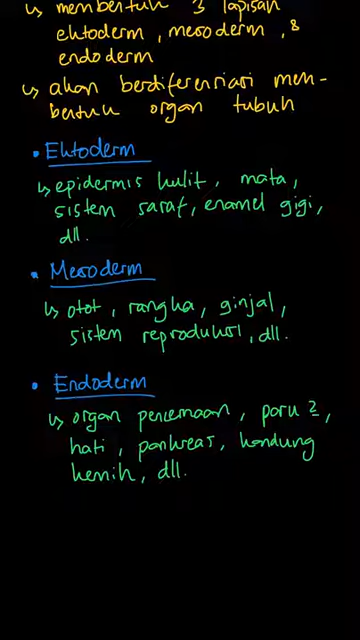 ↳ membentuk 3 lapisan
ektoderm, mesoderm, &
endoderm
↳ akan berdiferensiasi mem-
bentuk organ tubuh
• Ektoderm
↳ epidermis kulit, mata,
sistem saraf, enamel gigi,
dll.
• Mesoderm
↳ otot, rangka, ginjal,
sistem reproduksi, dll.
• Endoderm
↳ organ pencernaan, paru2,
hati, pankreas, kandung
kemih, dll.